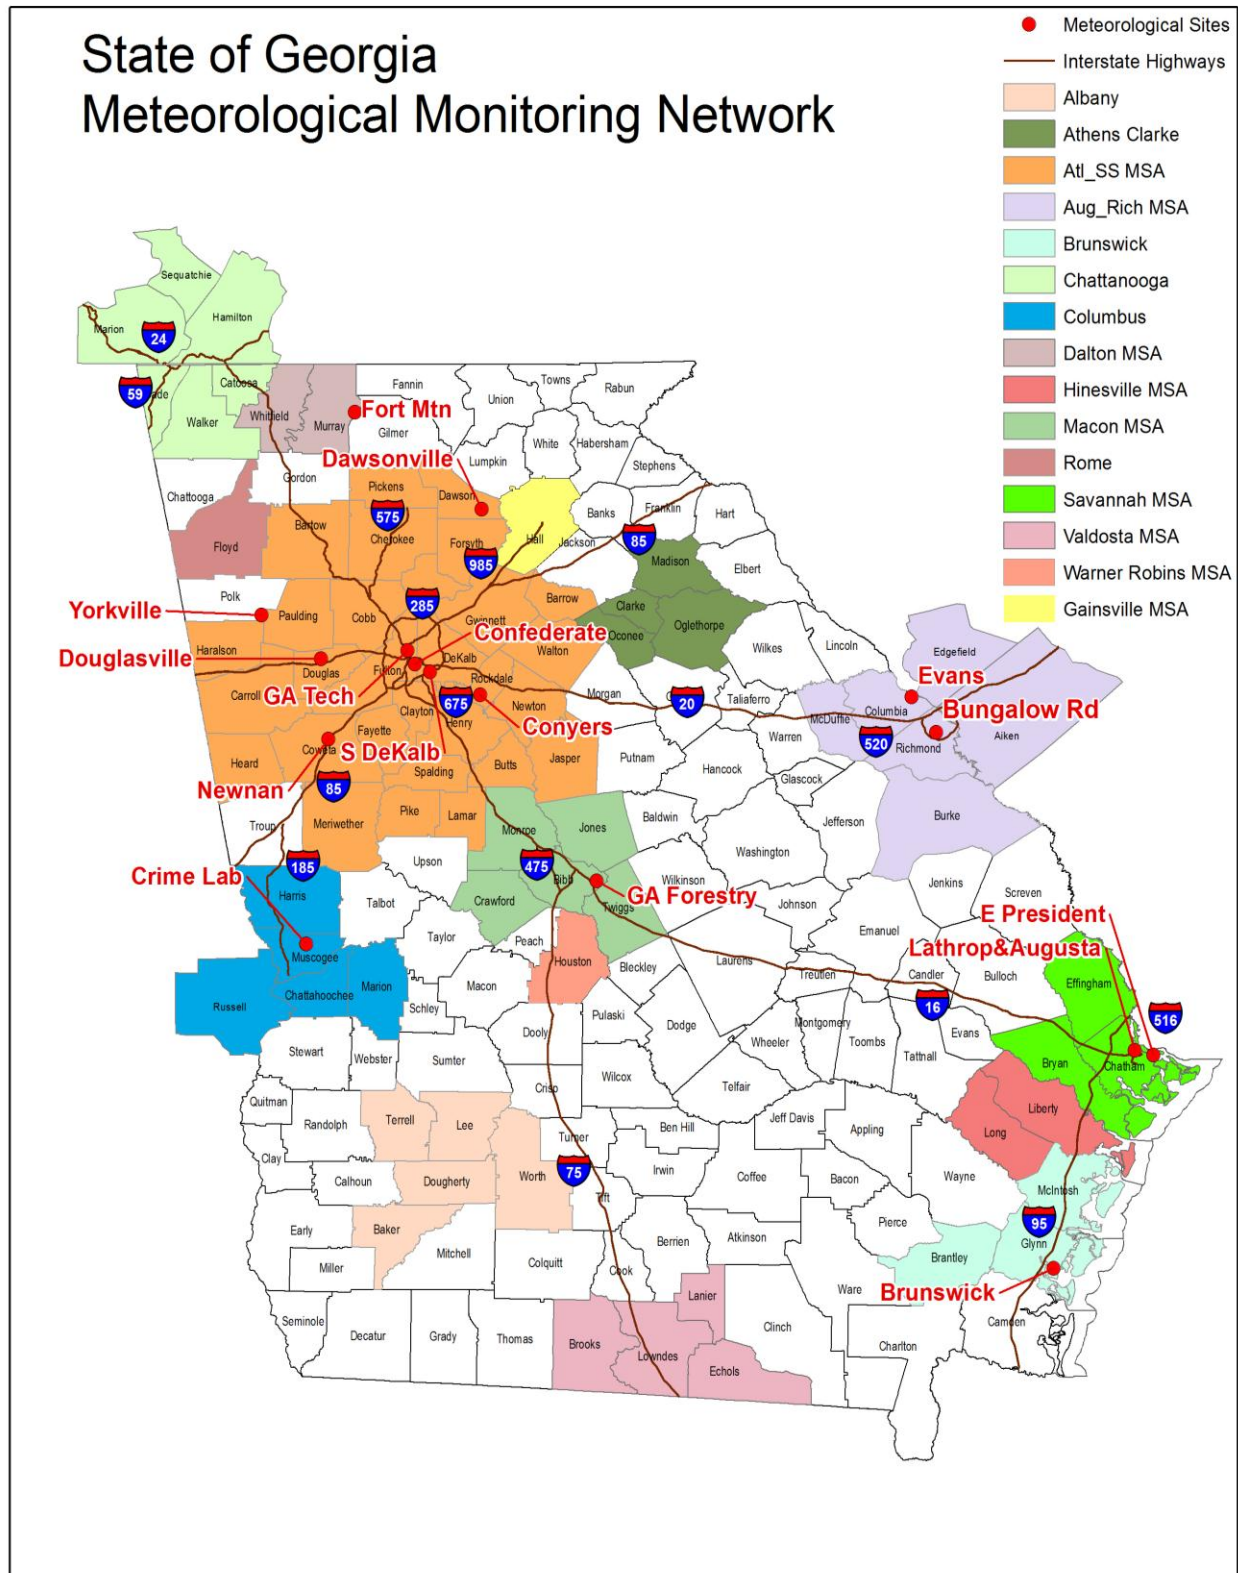 State of Georgia
Meteorological Monitoring Network
Meteorological Sites
Interstate Highways
Albany
Athens Clarke
Atl_SS MSA
Aug_Rich MSA
Brunswick
Chattanooga
Columbus
Dalton MSA
Hinesville MSA
Macon MSA
Rome
Savannah MSA
Valdosta MSA
Warner Robins MSA
Gainsville MSA
Sequatchie
Marion
24
Hamilton
59
ade
Catoosa
Walker
Whitfield
Murray
Fort Mtn
Fannin
Gilmer
Union
Towns
Rabun
White
Habersham
Stephens
Lumpkin
Dawsonville
Chattooga
Gordon
Pickens
Dawson
Banks
Franklin
Hart
Floyd
Bartow
575
Cherokee
Forsyth
985
Hall
Jackson
85
Madison
Elbert
Polk
Yorkville
Paulding
Cobb
285
Gwinnett
Barrow
Clarke
Oconee
Oglethorpe
Wilkes
Lincoln
Edgefield
Confederate
Haralson
Douglasville
Douglas
Fulton
DeKalb
Walton
GA Tech
Carroll
Rockdale
675
Clayton
Henry
Newton
Morgan
20
Taliaferro
McDuffie
Columbia
Evans
Bungalow Rd
520
Richmond
Aiken
Conyers
Fayette
Coweta
S DeKalb
Spalding
Butts
Jasper
Putnam
Hancock
Warren
Glascock
Heard
Newnan
85
Troup
Meriwether
Pike
Lamar
Monroe
Jones
Baldwin
Washington
Jefferson
Burke
Crime Lab
185
Harris
Upson
475
Bibb
GA Forestry
Wilkinson
Twiggs
Johnson
Jenkins
Screven
Talbot
Crawford
Peach
Taylor
Houston
Bleckley
Laurens
Emanuel
Treutlen
Candler
Bulloch
E President
Lathrop&Augusta
Effingham
516
Muscogee
Russell
Chattahoochee
Marion
Macon
Schley
Dooly
Pulaski
Dodge
Wheeler
Montgomery
Toombs
Tattnall
16
Evans
Bryan
Chatham
Stewart
Webster
Sumter
Crisp
Wilcox
Telfair
Quitman
Randolph
Terrell
Lee
Turner
Ben Hill
Jeff Davis
Appling
Long
Liberty
Clay
Calhoun
Dougherty
Worth
75
Tift
Irwin
Coffee
Bacon
Wayne
McIntosh
Early
Baker
Mitchell
Colquitt
Berrien
Atkinson
Pierce
95
Brantley
Glynn
Miller
Cook
Lanier
Ware
Brunswick
Seminole
Decatur
Grady
Thomas
Brooks
Lowndes
Echols
Clinch
Charlton
Camden